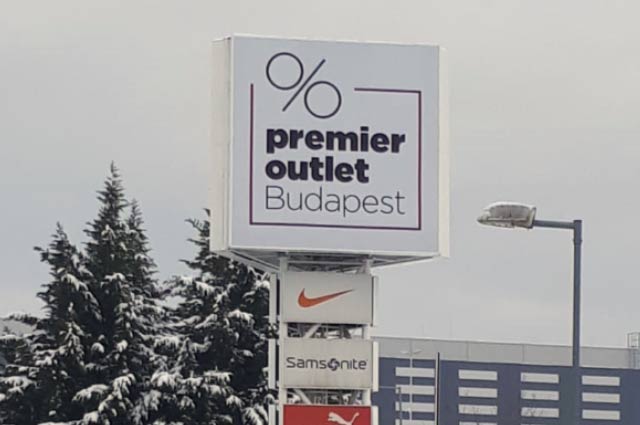 %
premier
outlet
Budapest
Samsonite